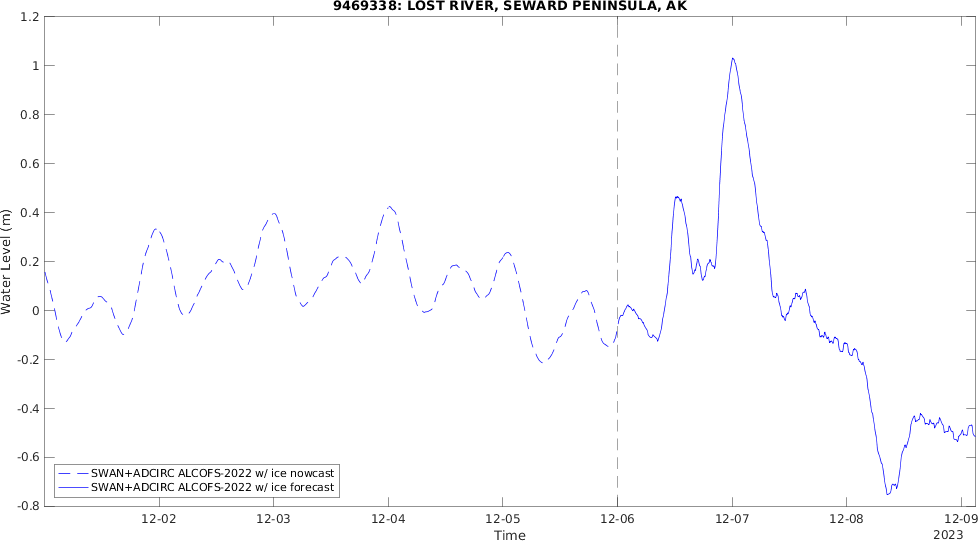 9469338: LOST RIVER, SEWARD PENINSULA, AK
1.2
1
0.8
0.6
0.4
0.2
0
-0.2
-0.4
-0.6
-0.8
Water Level (m)
SWAN+ADCIRC ALCOFS-2022 w/ ice nowcast
SWAN+ADCIRC ALCOFS-2022 w/ ice forecast
12-02 12-03 12-04 12-05 12-06 12-07 12-08 12-09
Time
2023